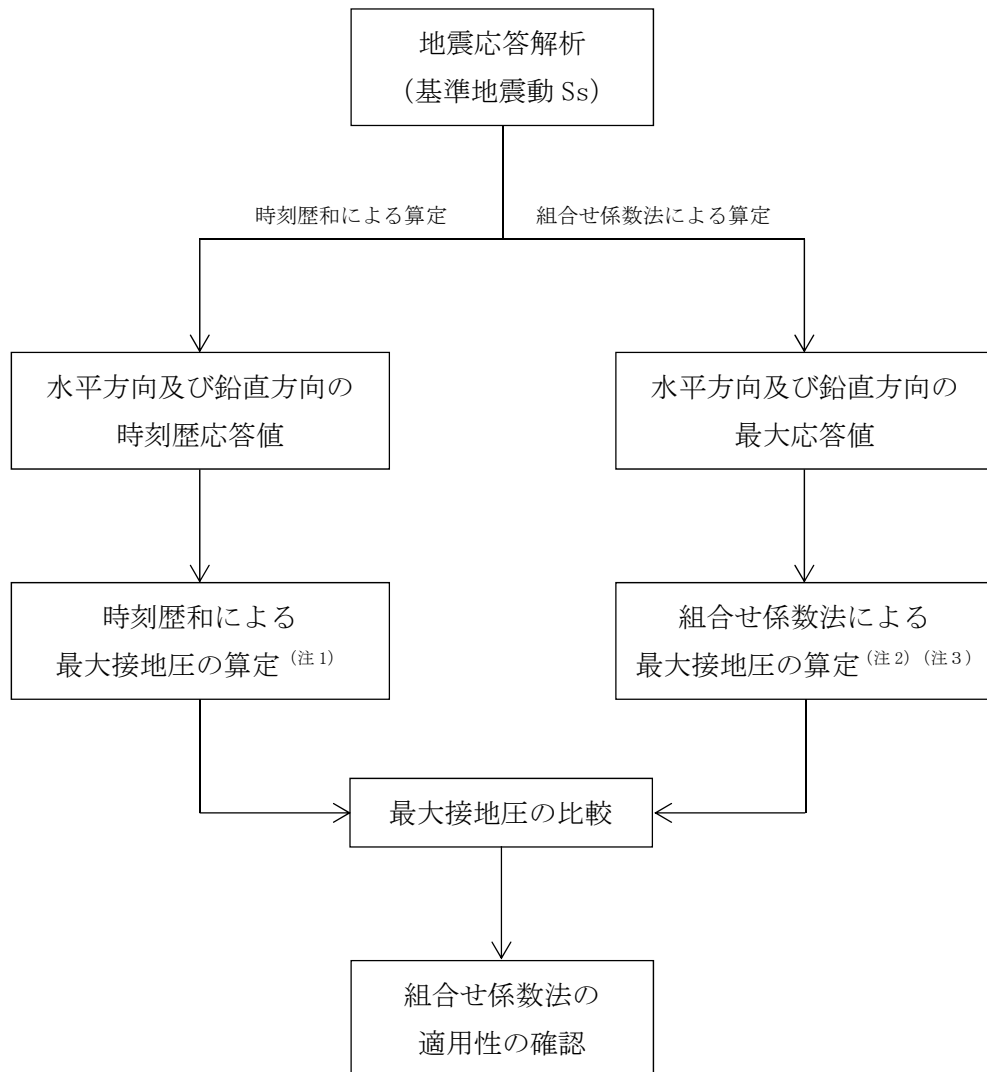 地震応答解析
（基準地震動 Ss）
時刻歴和による算定
組合せ係数法による算定
水平方向及び鉛直方向の
時刻歴応答値
水平方向及び鉛直方向の
最大応答値
時刻歴和による
最大接地圧の算定（注1）
組合せ係数法による
最大接地圧の算定（注2）（注3）
最大接地圧の比較
組合せ係数法の
適用性の確認